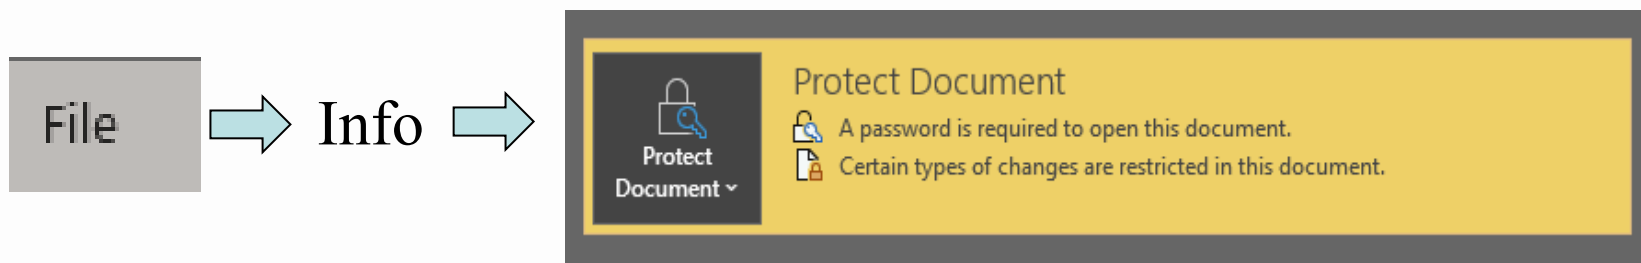 File
Info
Protect
Document
Protect Document
A password is required to open this document.
Certain types of changes are restricted in this document.